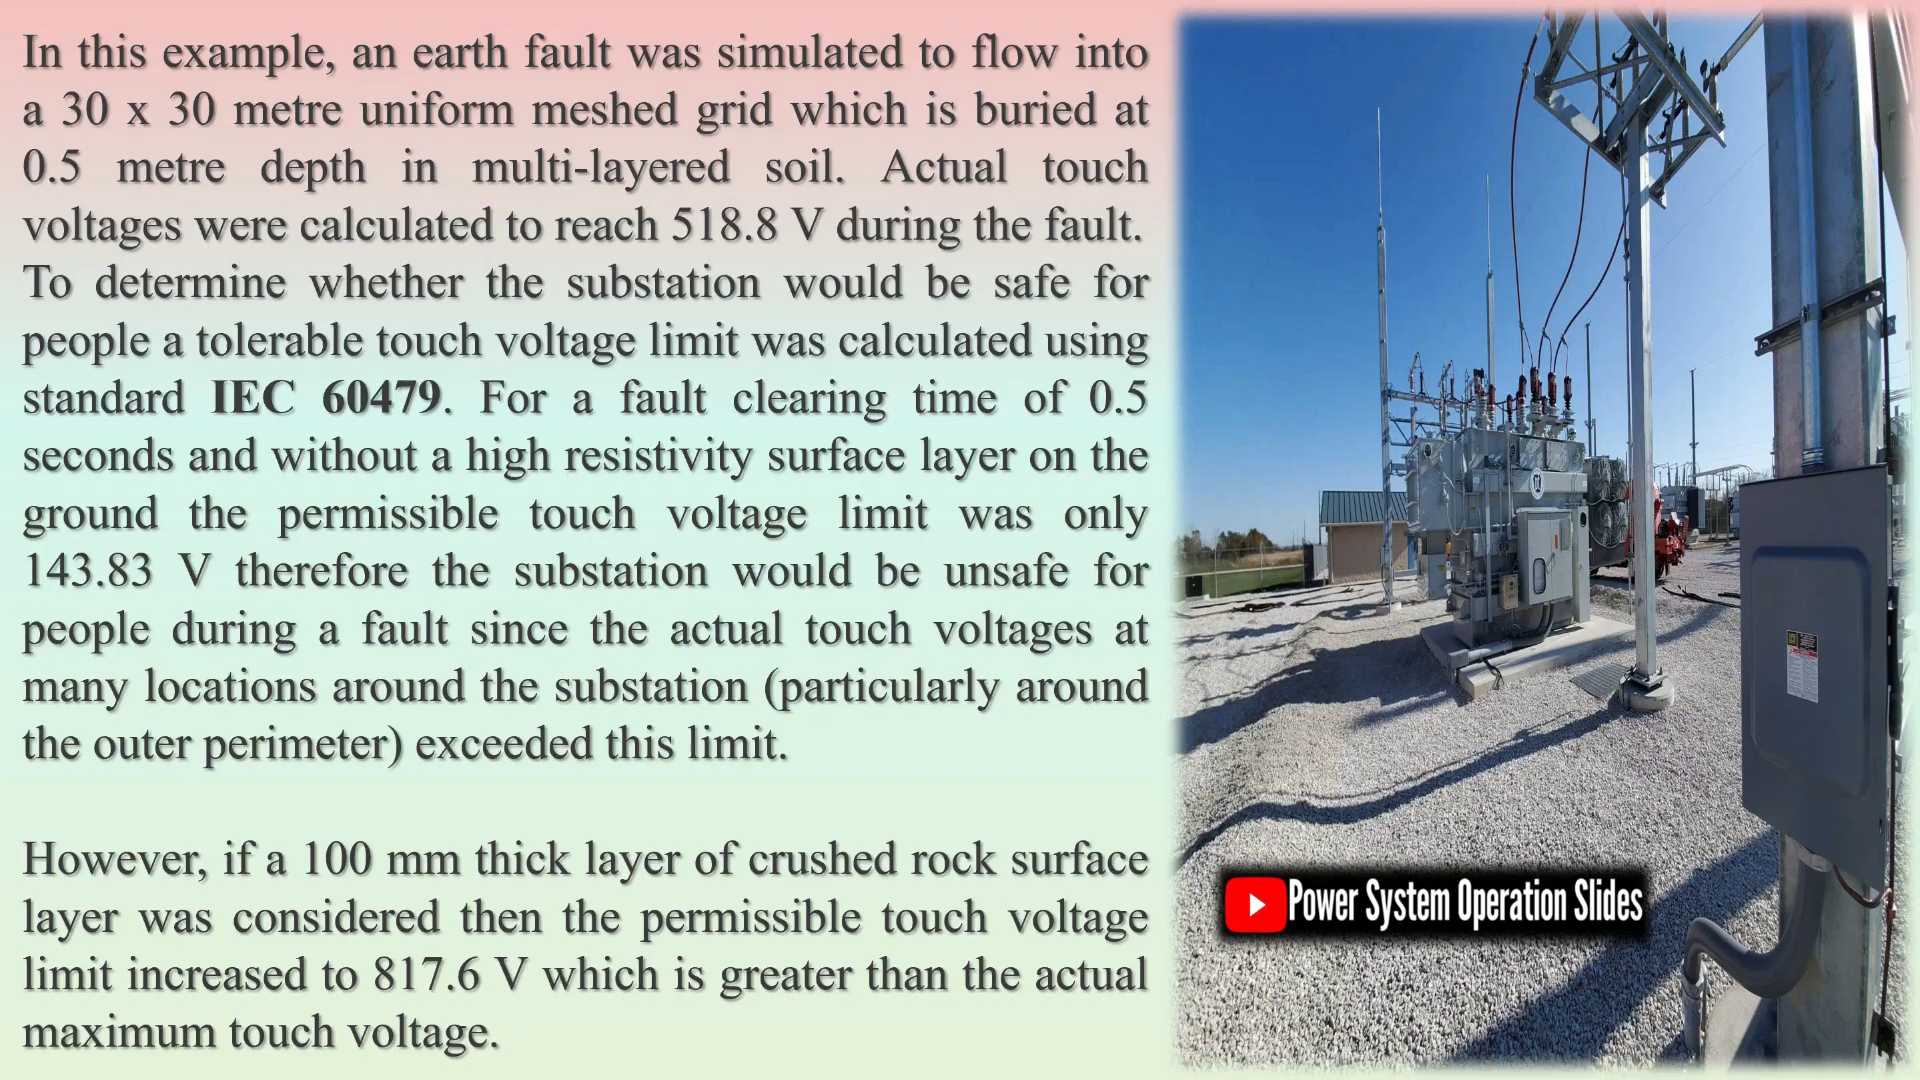 In this example, an earth fault was simulated to flow into
a 30 x 30 metre uniform meshed grid which is buried at
0.5 metre depth in multi-layered soil. Actual touch
voltages were calculated to reach 518.8 V during the fault.
To determine whether the substation would be safe for
people a tolerable touch voltage limit was calculated using
standard IEC 60479. For a fault clearing time of 0.5
seconds and without a high resistivity surface layer on the
ground the permissible touch voltage limit was only
143.83 V therefore the substation would be unsafe for
people during a fault since the actual touch voltages at
many locations around the substation (particularly around
the outer perimeter) exceeded this limit.
However, if a 100 mm thick layer of crushed rock surface
layer was considered then the permissible touch voltage
limit increased to 817.6 V which is greater than the actual
maximum touch voltage.
Power System Operation Slides